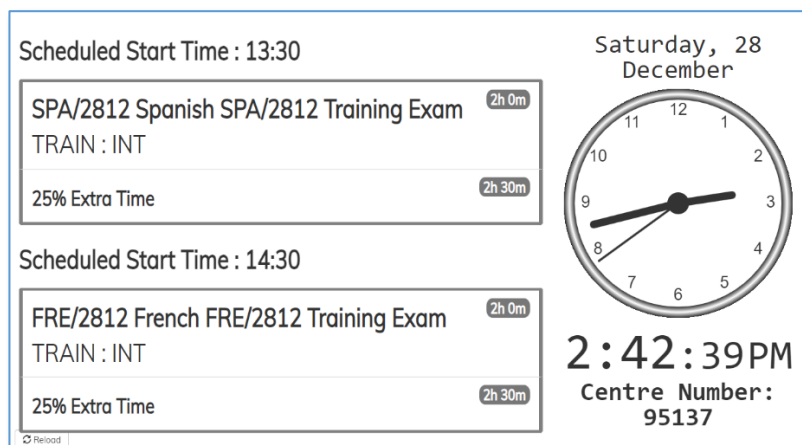 Scheduled Start Time : 13:30
SPA/2812 Spanish SPA/2812 Training Exam 2h 0m
TRAIN : INT
25% Extra Time 2h 30m
Scheduled Start Time : 14:30
FRE/2812 French FRE/2812 Training Exam 2h 0m
TRAIN : INT
25% Extra Time 2h 30m
Reload
Saturday, 28
December
12
1
2
3
4
5
6
7
8
9
10
11
2:42:39PM
Centre Number:
95137